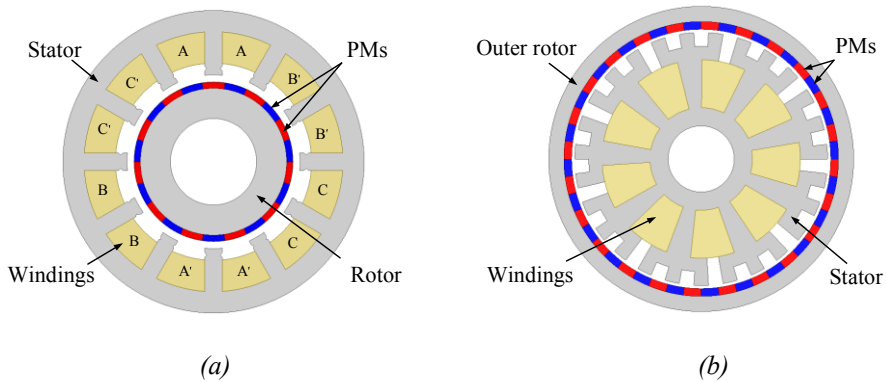 Stator
PMs
A
A
B'
B'
C
C
A'
A'
B
B
C'
C'
Windings
Rotor
(a)
Outer rotor
PMs
Windings
Stator
(b)